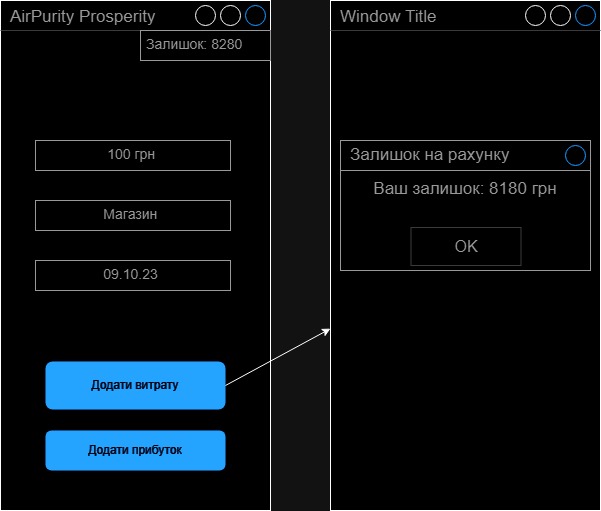 AirPurity Prosperity
Залишок: 8280
100 грн
Магазин
09.10.23
Додати витрату
Додати прибуток
Window Title
Залишок на рахунку
Ваш залишок: 8180 грн
OK